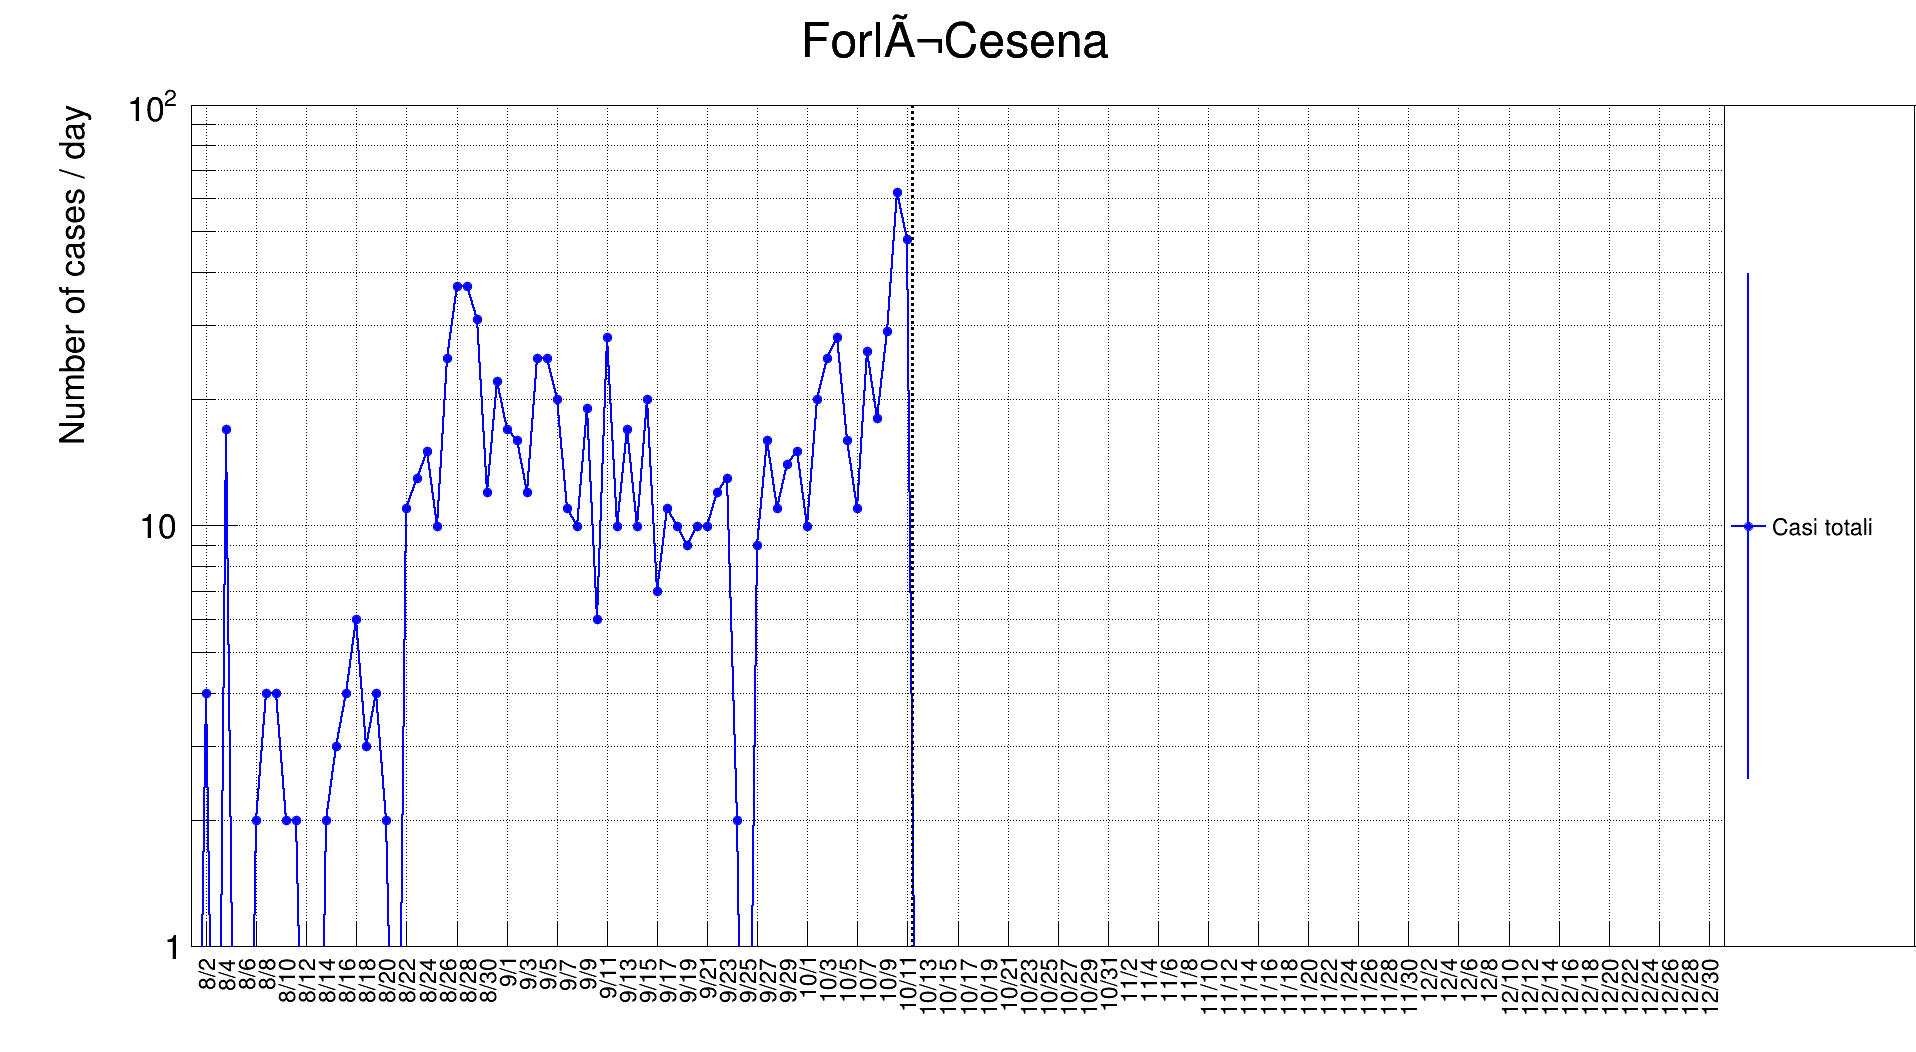 ForlÃ¬Cesena
Number of cases / day
10²
10
1
8/2 8/4 8/6 8/8 8/10 8/12 8/14 8/16 8/18 8/20 8/22 8/24 8/26 8/28 8/30 9/1 9/3 9/5 9/7 9/9 9/11 9/13 9/15 9/17 9/19 9/21 9/23 9/25 9/27 9/29 10/1 10/3 10/5 10/7 10/9 10/11 10/13 10/15 10/17 10/19 10/21 10/23 10/25 10/27 10/29 10/31 11/2 11/4 11/6 11/8 11/10 11/12 11/14 11/16 11/18 11/20 11/22 11/24 11/26 11/28 11/30 12/2 12/4 12/6 12/8 12/10 12/12 12/14 12/16 12/18 12/20 12/22 12/24 12/26 12/28 12/30
Casi totali